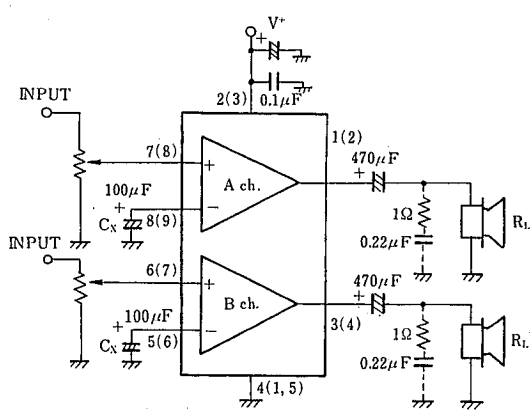 V+
+
2(3)
0.1μF
INPUT
1(2)
7(8)
470μF
+
+
A ch.
100μF
+
−
Cx
8(9)
1Ω
0.22μF
RL
INPUT
6(7)
470μF
+
+
B ch.
100μF
+
−
Cx
5(6)
3(4)
1Ω
0.22μF
RL
4(1, 5)